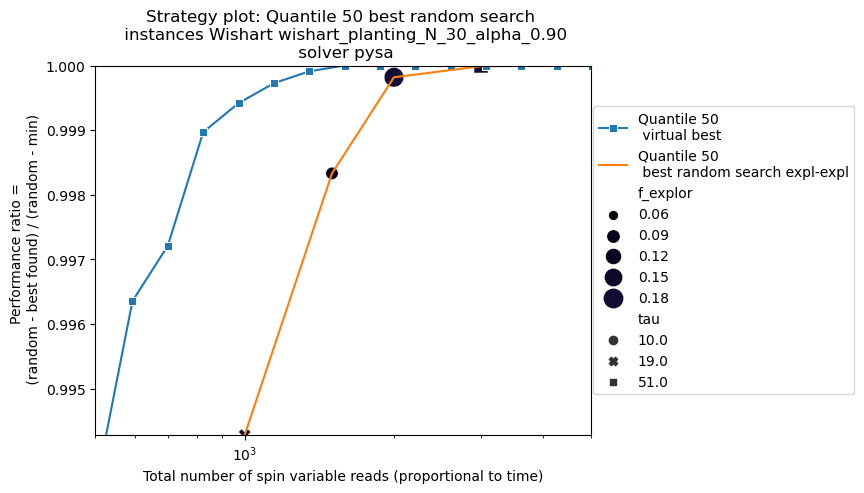 Strategy plot: Quantile 50 best random search
instances Wishart wishart_planting_N_30_alpha_0.90
solver pysa
1.000
0.999
0.998
0.997
0.996
0.995
Performance ratio =
(random - best found) / (random - min)
10³
Total number of spin variable reads (proportional to time)
Quantile 50
virtual best
Quantile 50
best random search expl-expl
f_explor
0.06
0.09
0.12
0.15
0.18
tau
10.0
19.0
51.0